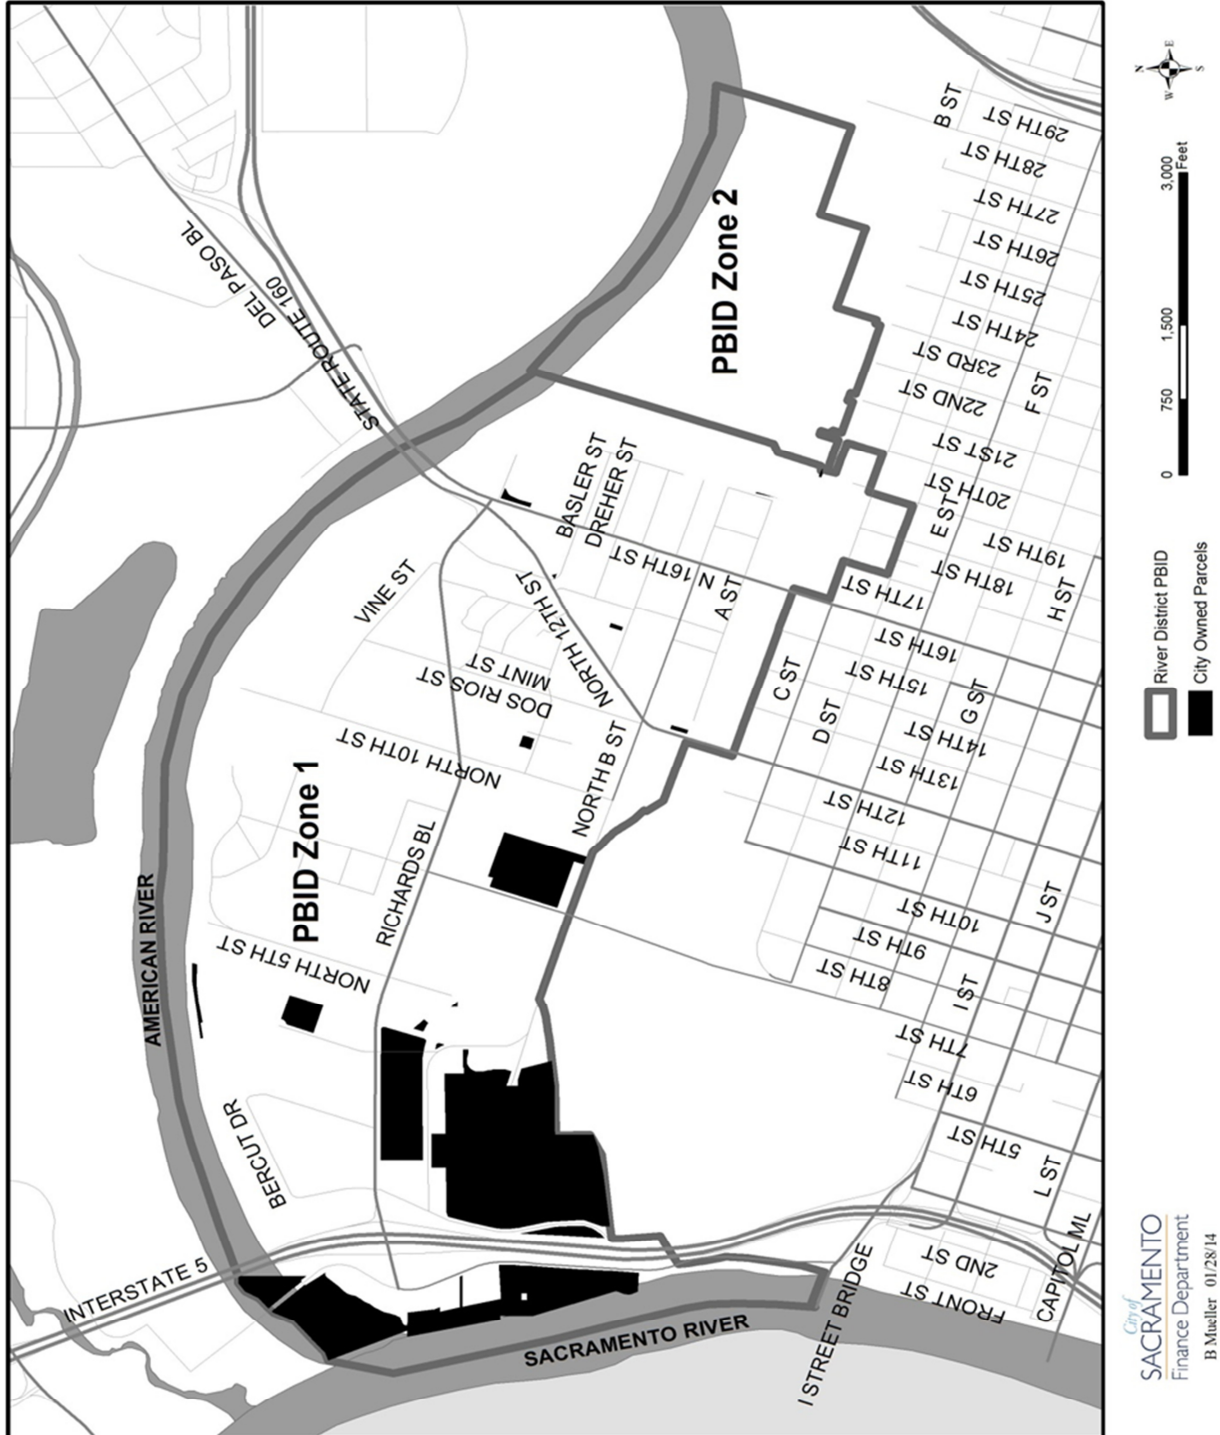 INTERSTATE 5
AMERICAN RIVER
DEL PASO BL
STATE ROUTE 160
BERCUT DR
NORTH 5TH ST
PBID Zone 1
RICHARDS BL
NORTH 10TH ST
VINE ST
DOS RIOS ST
MINT ST
NORTH 12TH ST
BASLER ST
DREHER ST
N 16TH ST
NORTH B ST
A ST
PBID Zone 2
SACRAMENTO RIVER
I STREET BRIDGE
FRONT ST
2ND ST
CAPITOL ML
L ST
5TH ST
6TH ST
7TH ST
I ST
8TH ST
9TH ST
10TH ST
J ST
11TH ST
12TH ST
13TH ST
14TH ST
G ST
15TH ST
16TH ST
C ST
D ST
H ST
17TH ST
18TH ST
19TH ST
E ST
20TH ST
21ST ST
F ST
22ND ST
23RD ST
24TH ST
25TH ST
26TH ST
27TH ST
28TH ST
29TH ST
B ST
City of
SACRAMENTO
Finance Department
B Mueller 01/28/14
River District PBID
City Owned Parcels
0 750 1,500 3,000
Feet
N
E
S
W